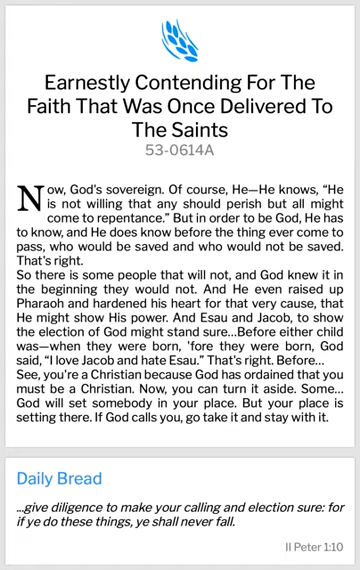 Earnestly Contending For The
Faith That Was Once Delivered To
The Saints
53-0614A
Now, God's sovereign. Of course, He—He knows, “He
is not willing that any should perish but all might
come to repentance.” But in order to be God, He has
to know, and He does know before the thing ever come to
pass, who would be saved and who would not be saved.
That's right.
So there is some people that will not, and God knew it in
the beginning they would not. And He even raised up
Pharaoh and hardened his heart for that very cause, that
He might show His power. And Esau and Jacob, to show
the election of God might stand sure...Before either child
was—when they were born, 'fore they were born, God
said, “I love Jacob and hate Esau.” That's right. Before...
See, you're a Christian because God has ordained that you
must be a Christian. Now, you can turn it aside. Some...
God will set somebody in your place. But your place is
setting there. If God calls you, go take it and stay with it.
Daily Bread
...give diligence to make your calling and election sure: for
if ye do these things, ye shall never fall.
II Peter 1:10